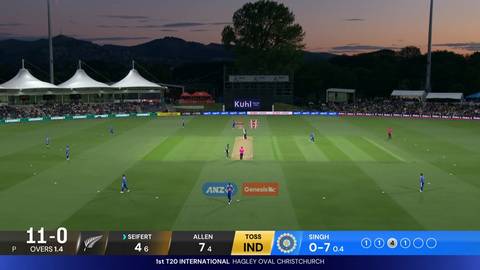 Kuhl
ANZ
Genesis
11-0
P OVERS 1.4
SEIFERT 4 6
ALLEN 7 4
TOSS
IND
SINGH
0-7 0.4
1 1 4 1 1
1st T20 INTERNATIONAL HAGLEY OVAL CHRISTCHURCH